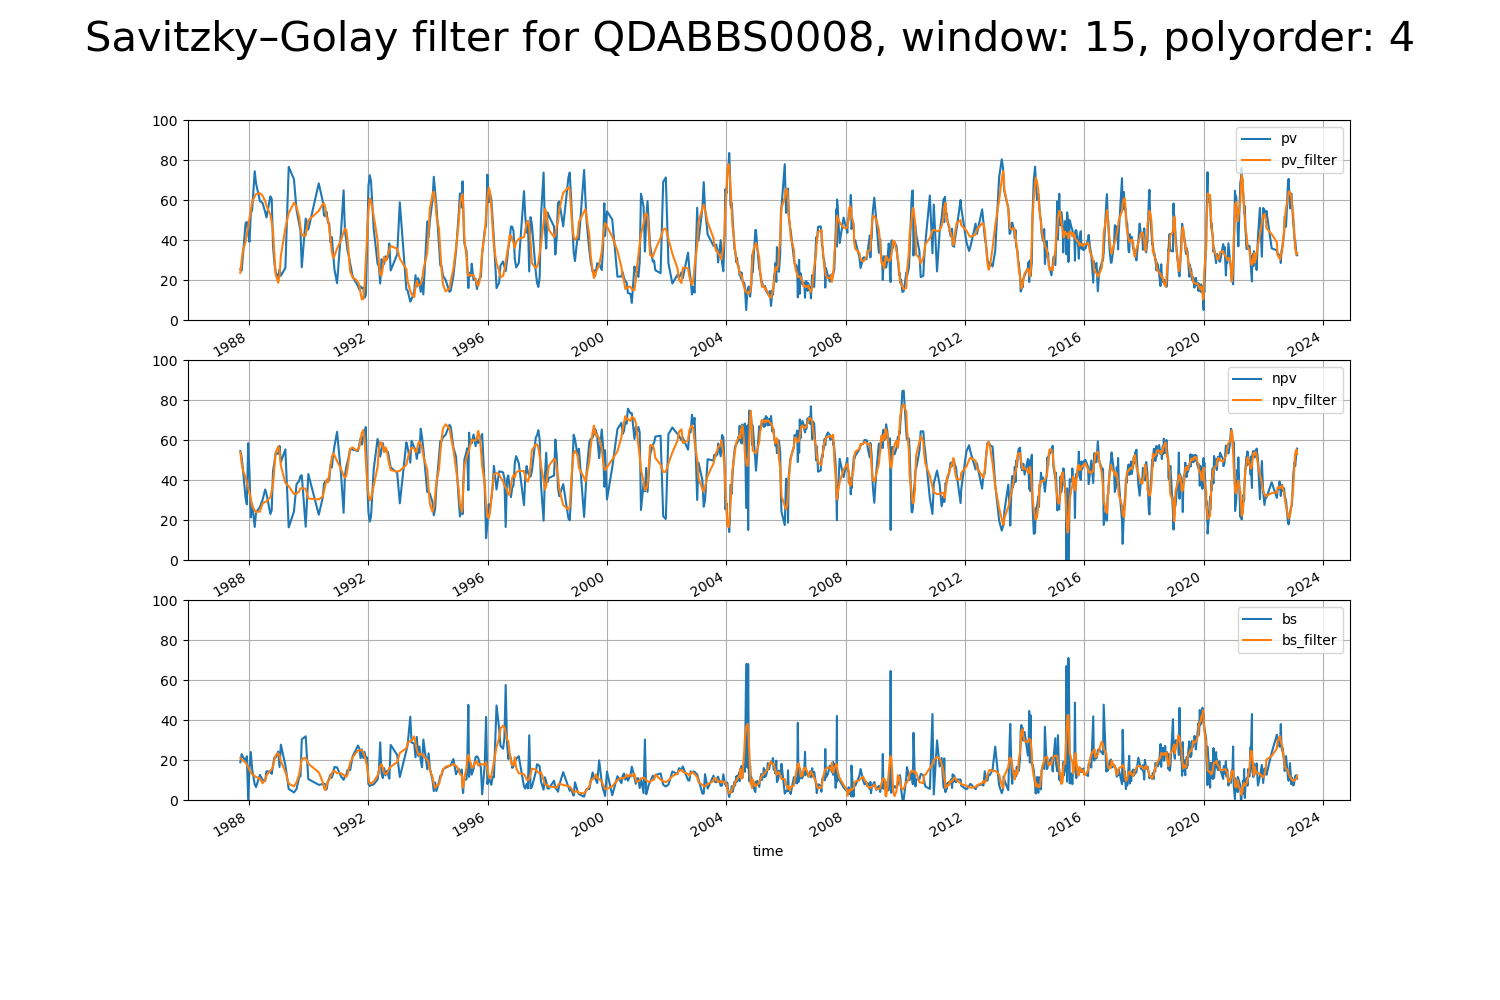 Savitzky–Golay filter for QDABBS0008, window: 15, polyorder: 4
100
80
60
40
20
0
pv
pv_filter
1988 1992 1996 2000 2004 2008 2012 2016 2020 2024
100
80
60
40
20
0
npv
npv_filter
1988 1992 1996 2000 2004 2008 2012 2016 2020 2024
100
80
60
40
20
0
bs
bs_filter
1988 1992 1996 2000 2004 2008 2012 2016 2020 2024
time